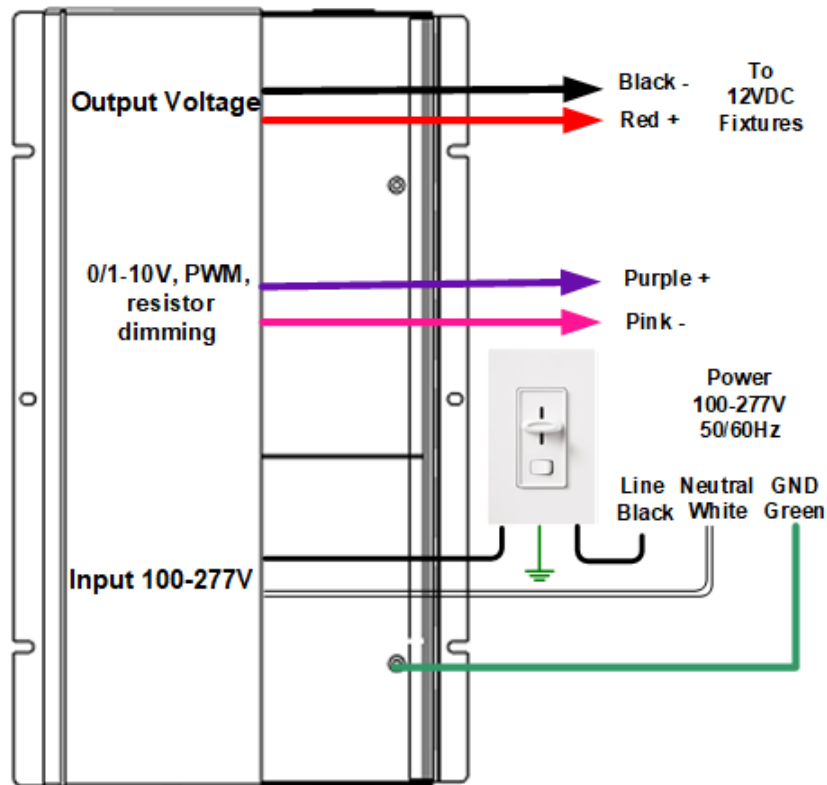 Output Voltage
Black -
Red +
To
12VDC
Fixtures
0/1-10V, PWM,
resistor
dimming
Purple +
Pink -
Power
100-277V
50/60Hz
Line Neutral GND
Black White Green
Input 100-277V